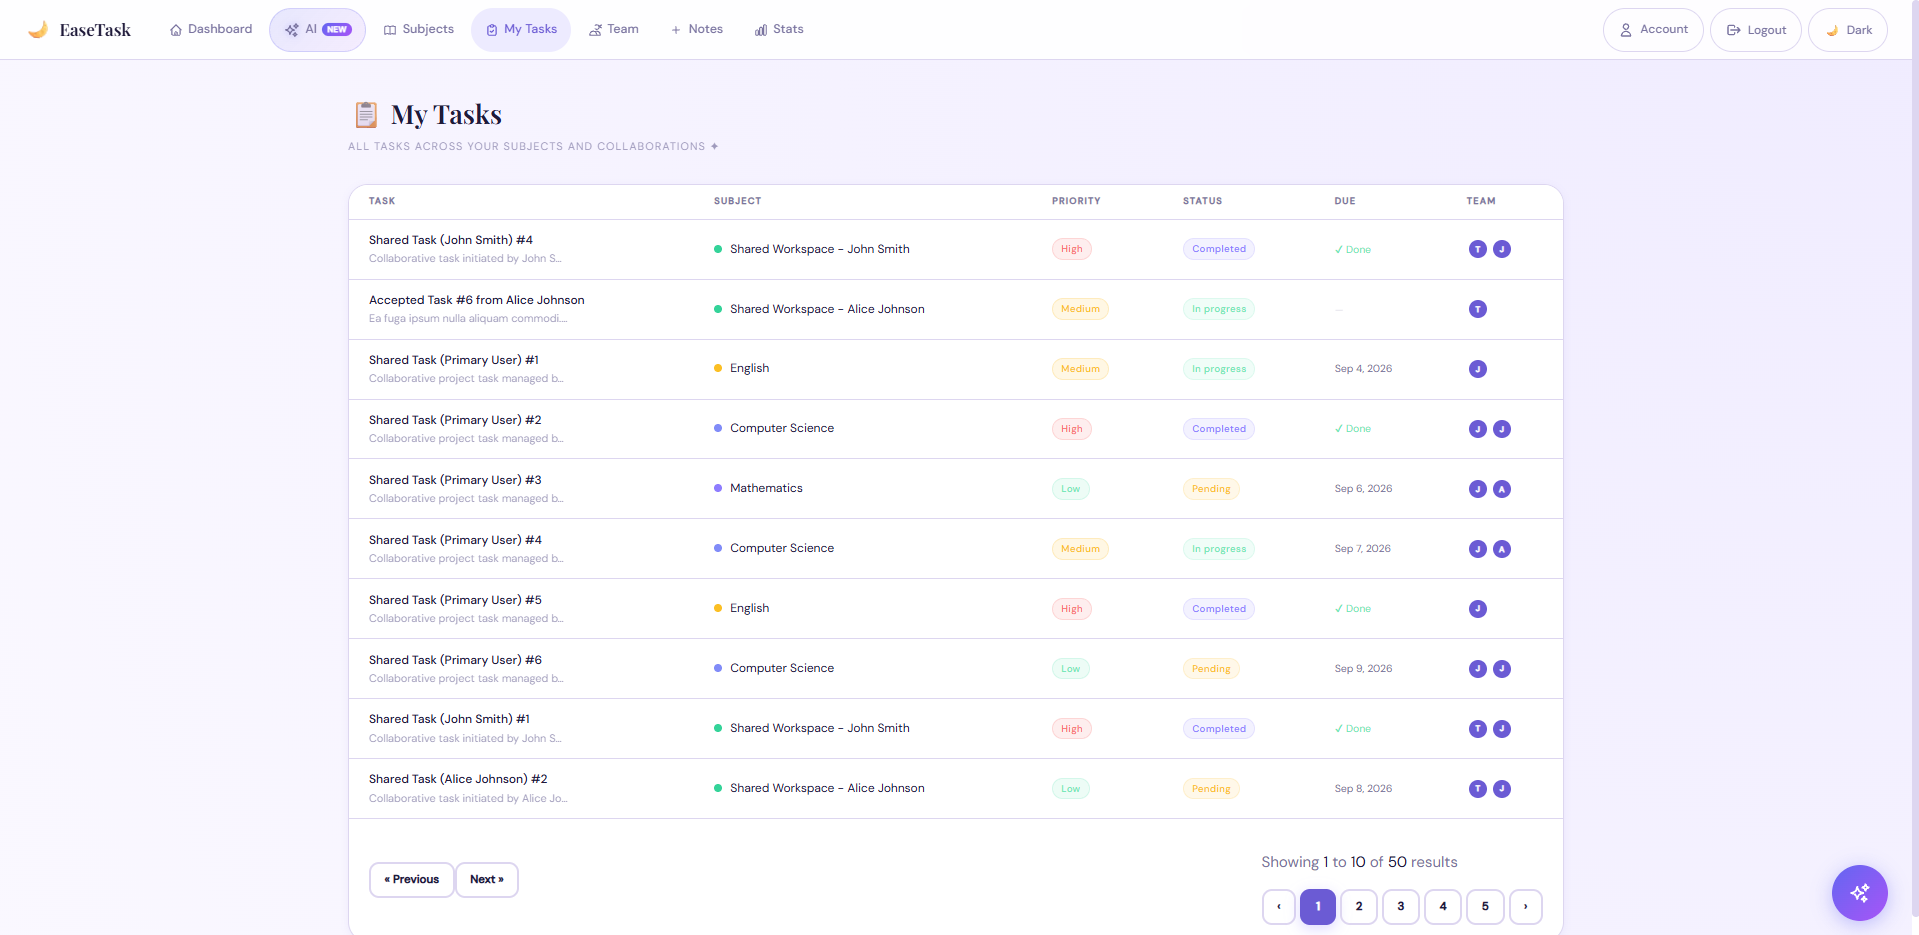 EaseTask
Dashboard
AI NEW
Subjects
My Tasks
Team
Notes
Stats
Account
Logout
Dark
My Tasks
ALL TASKS ACROSS YOUR SUBJECTS AND COLLABORATIONS ✦
TASK SUBJECT PRIORITY STATUS DUE TEAM
Shared Task (John Smith) #4
Collaborative task initiated by John S...
Shared Workspace - John Smith High Completed ✓ Done T J
Accepted Task #6 from Alice Johnson
Ea fuga ipsum nulla aliquam commodi....
Shared Workspace - Alice Johnson Medium In progress — T
Shared Task (Primary User) #1
Collaborative project task managed b...
English Medium In progress Sep 4, 2026 J
Shared Task (Primary User) #2
Collaborative project task managed b...
Computer Science High Completed ✓ Done J J
Shared Task (Primary User) #3
Collaborative project task managed b...
Mathematics Low Pending Sep 6, 2026 J A
Shared Task (Primary User) #4
Collaborative project task managed b...
Computer Science Medium In progress Sep 7, 2026 J A
Shared Task (Primary User) #5
Collaborative project task managed b...
English High Completed ✓ Done J
Shared Task (Primary User) #6
Collaborative project task managed b...
Computer Science Low Pending Sep 9, 2026 J J
Shared Task (John Smith) #1
Collaborative task initiated by John S...
Shared Workspace - John Smith High Completed ✓ Done T J
Shared Task (Alice Johnson) #2
Collaborative task initiated by Alice Jo...
Shared Workspace - Alice Johnson Low Pending Sep 8, 2026 T J
« Previous Next »
Showing 1 to 10 of 50 results
‹ 1 2 3 4 5 ›